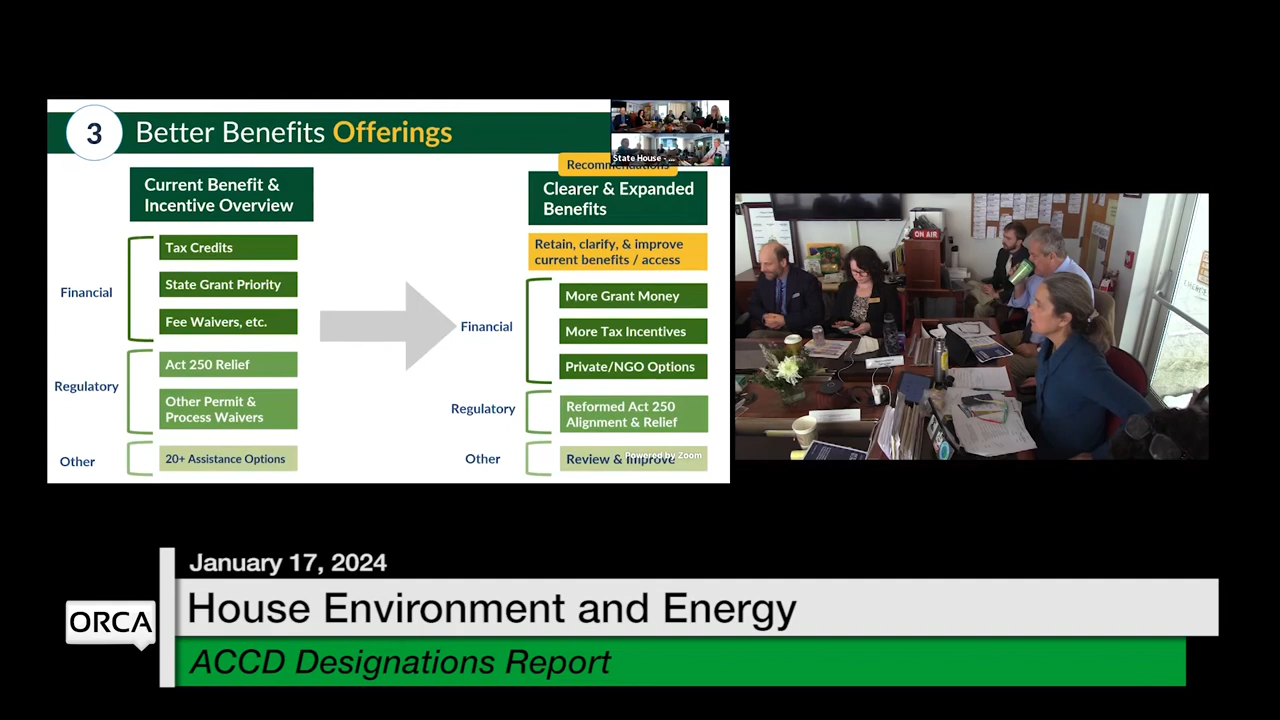 3
Better Benefits Offerings
State House - ...
Recommendations
Current Benefit &
Incentive Overview
Clearer & Expanded
Benefits
Retain, clarify, & improve
current benefits / access
Financial
Tax Credits
State Grant Priority
Fee Waivers, etc.
Financial
More Grant Money
More Tax Incentives
Private/NGO Options
Regulatory
Act 250 Relief
Other Permit &
Process Waivers
Regulatory
Reformed Act 250
Alignment & Relief
Other
20+ Assistance Options
Other
Review & Improve
Powered by Zoom
ON AIR
January 17, 2024
ORCA
House Environment and Energy
ACCD Designations Report